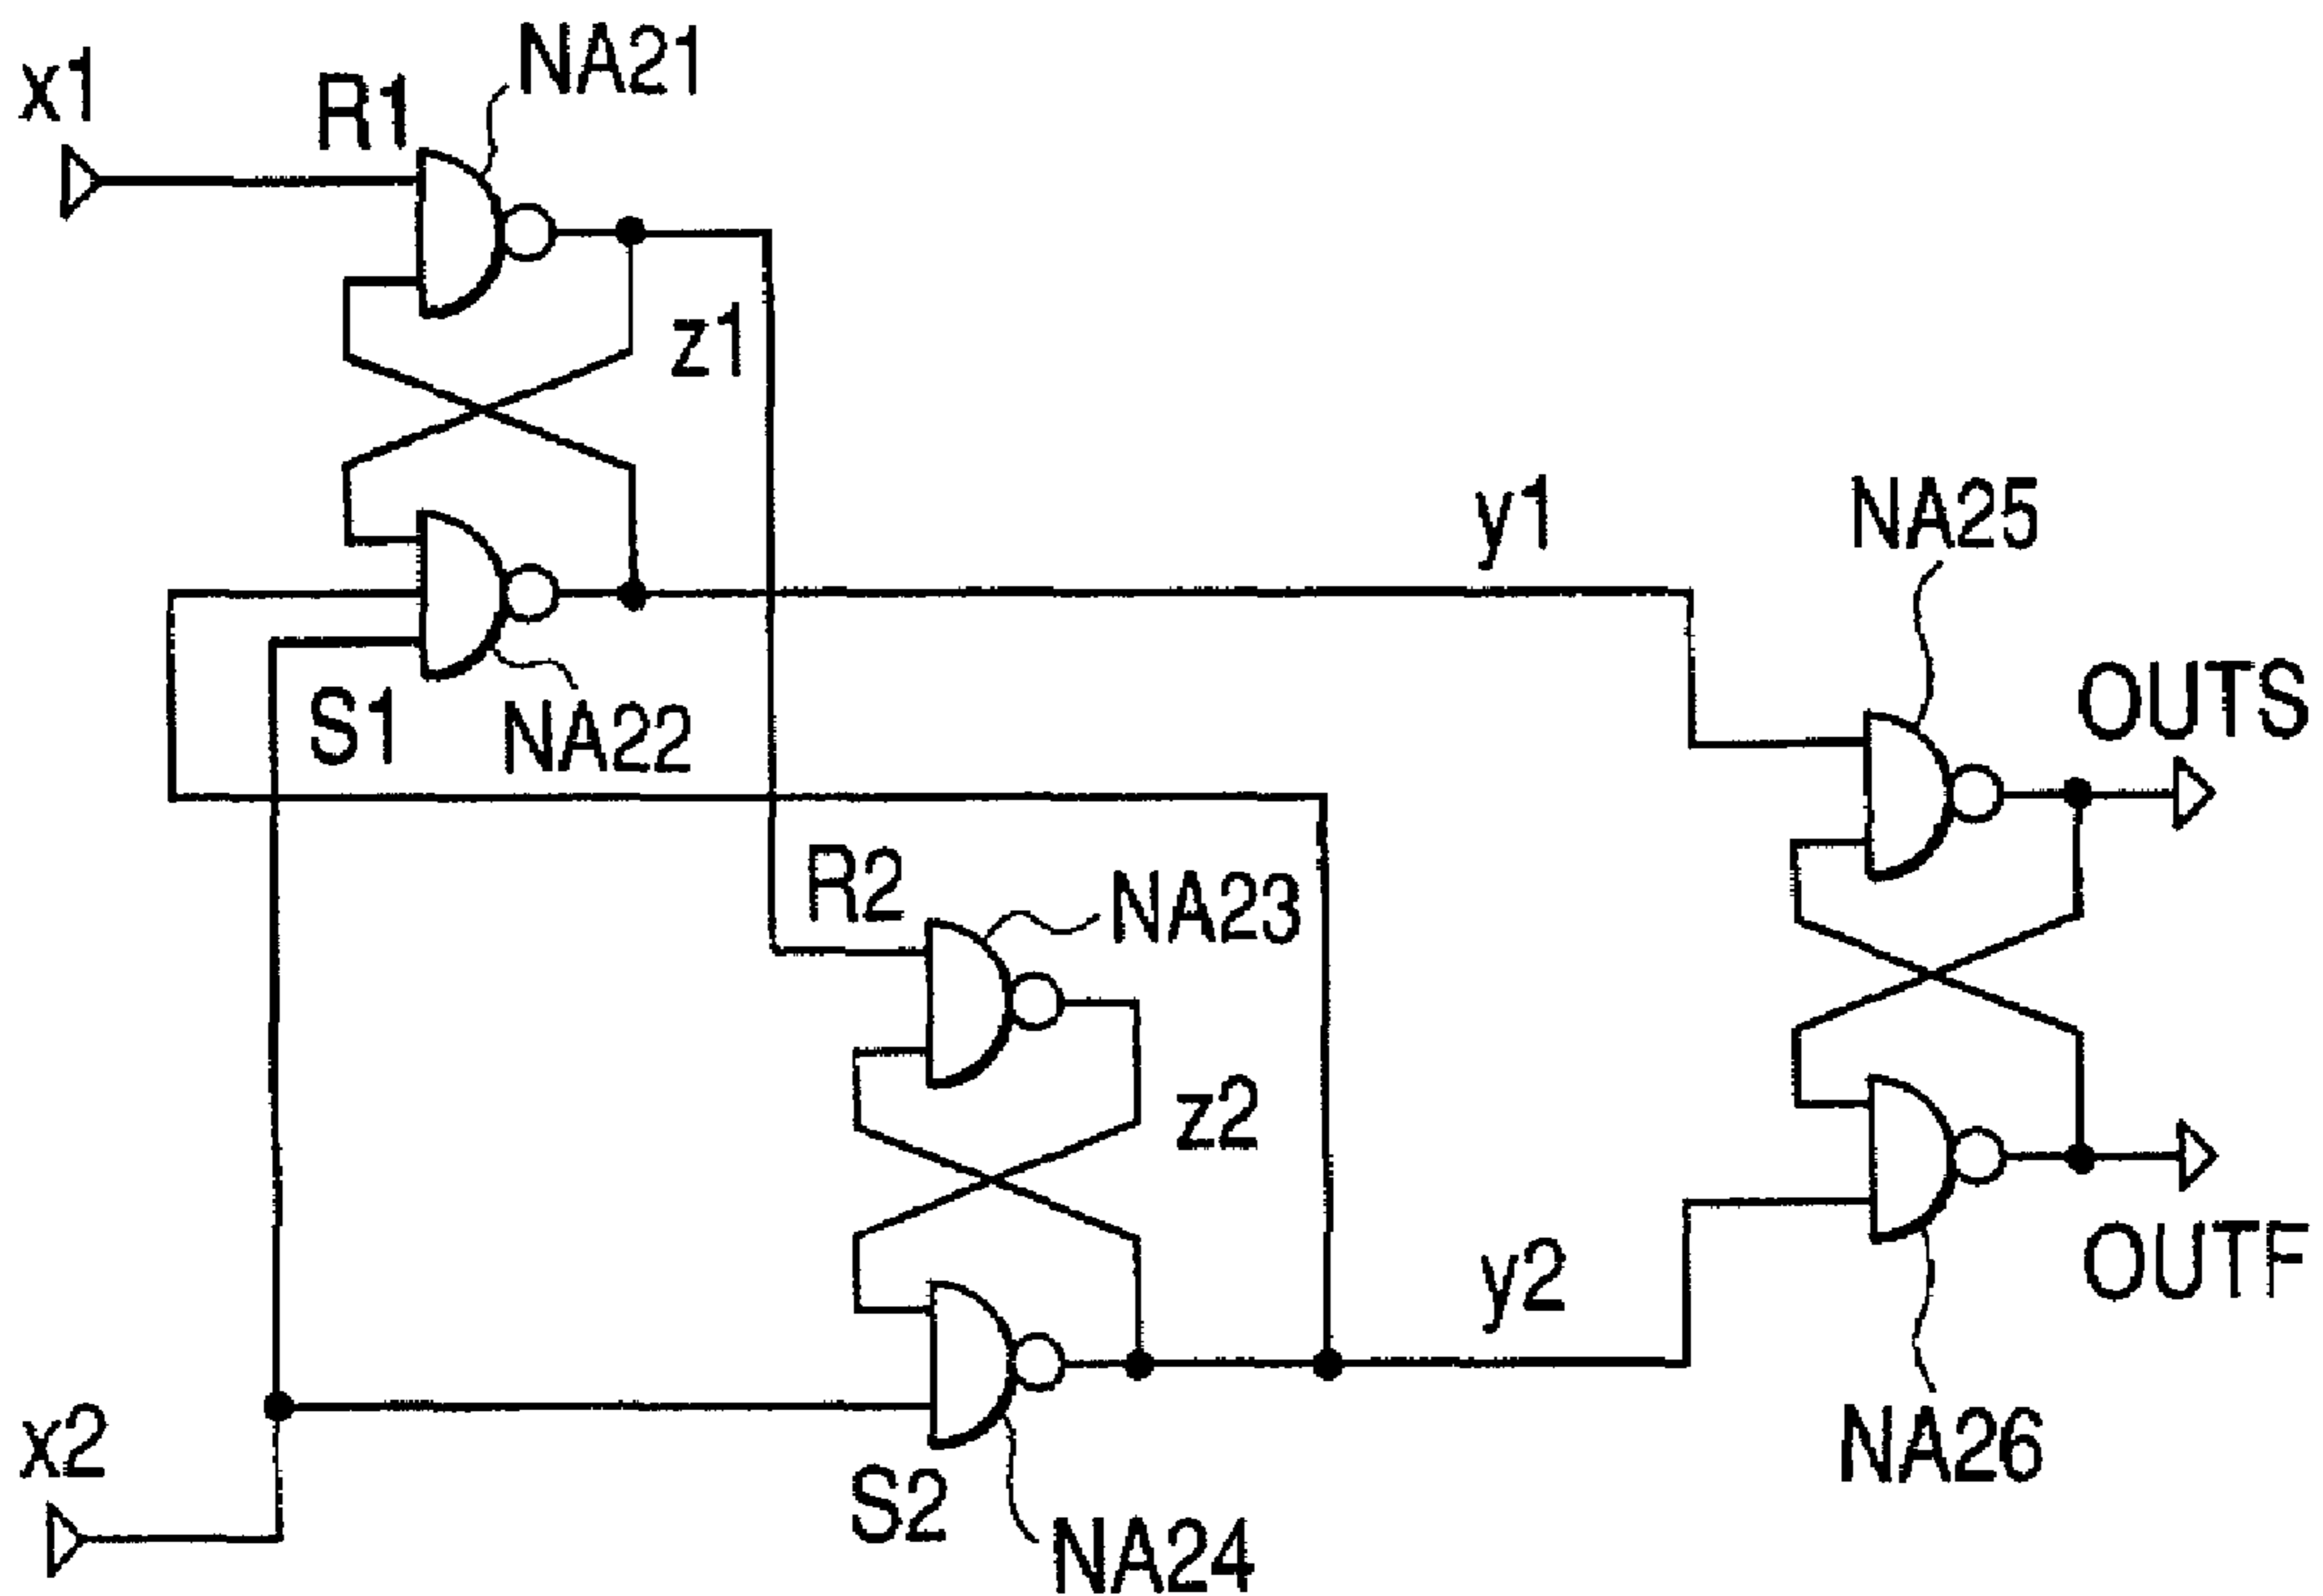 x1
R1
NA21
z1
y1
NA25
S1
NA22
OUTS
R2
NA23
z2
y2
OUTF
x2
S2
NA24
NA26